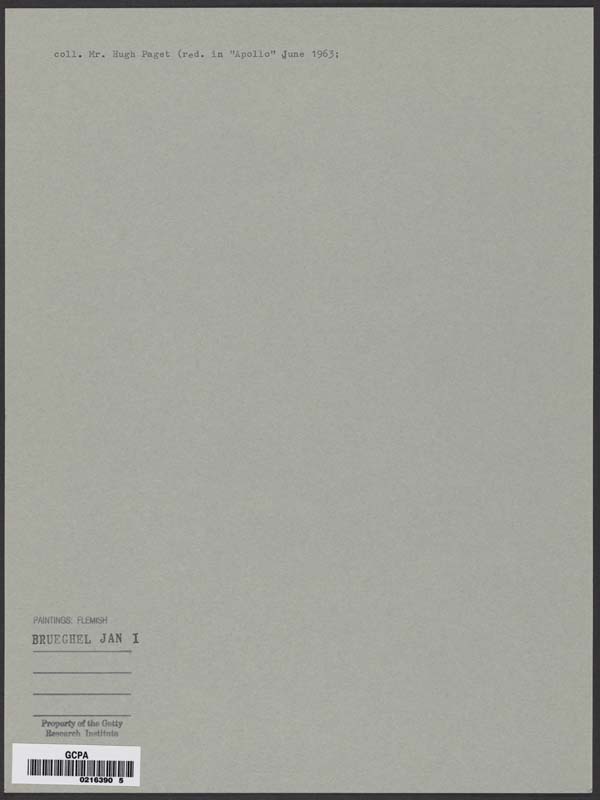 coll. Mr. Hugh Paget (red. in "Apollo" June 1963;
PAINTINGS, FLEMISH
BRUEGHEL JAN I
Property of the Getty
Research Institute
GCPA
0216390 5